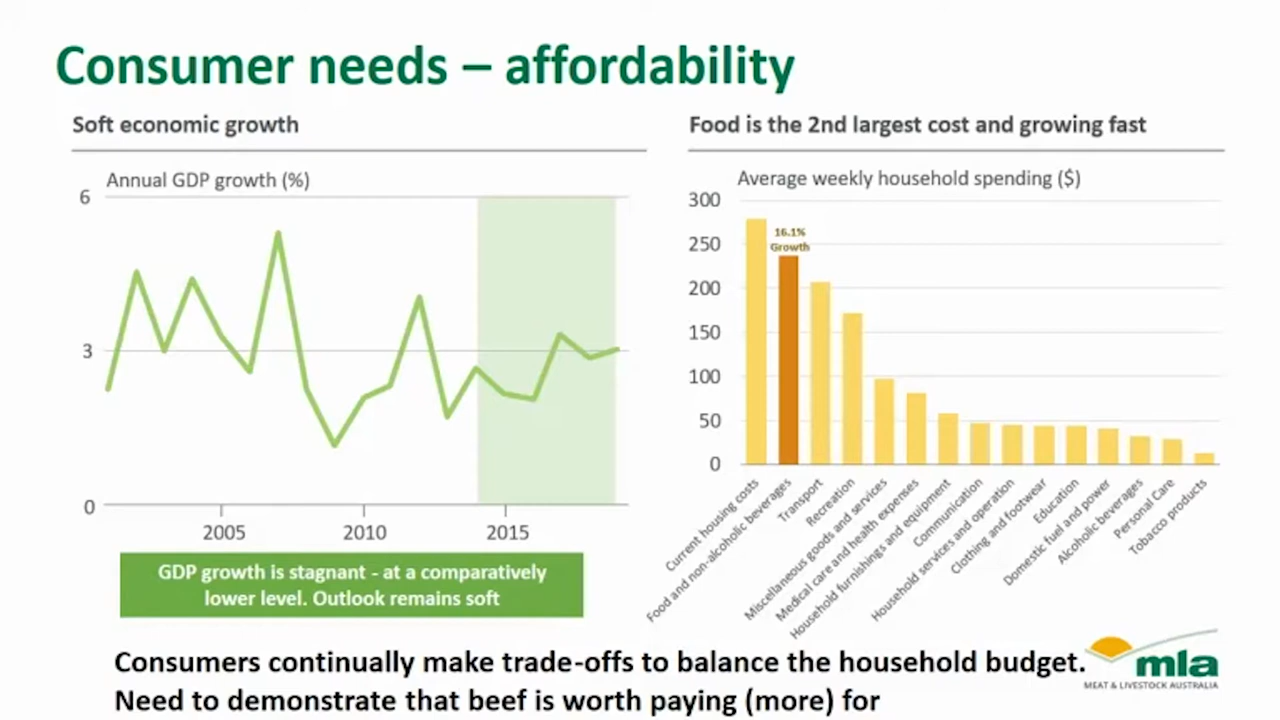 Consumer needs – affordability
Soft economic growth
Annual GDP growth (%)
6
3
0
2005
2010
2015
GDP growth is stagnant - at a comparatively
lower level. Outlook remains soft
Food is the 2nd largest cost and growing fast
Average weekly household spending ($)
300
250
200
150
100
50
0
16.1%
Growth
Current housing costs
Food and non-alcoholic beverages
Transport
Recreation
Miscellaneous goods and services
Medical care and health expenses
Household furnishings and equipment
Communication
Household services and operation
Clothing and footwear
Education
Domestic fuel and power
Alcoholic beverages
Personal Care
Tobacco products
Consumers continually make trade-offs to balance the household budget.
Need to demonstrate that beef is worth paying (more) for
mla
MEAT & LIVESTOCK AUSTRALIA